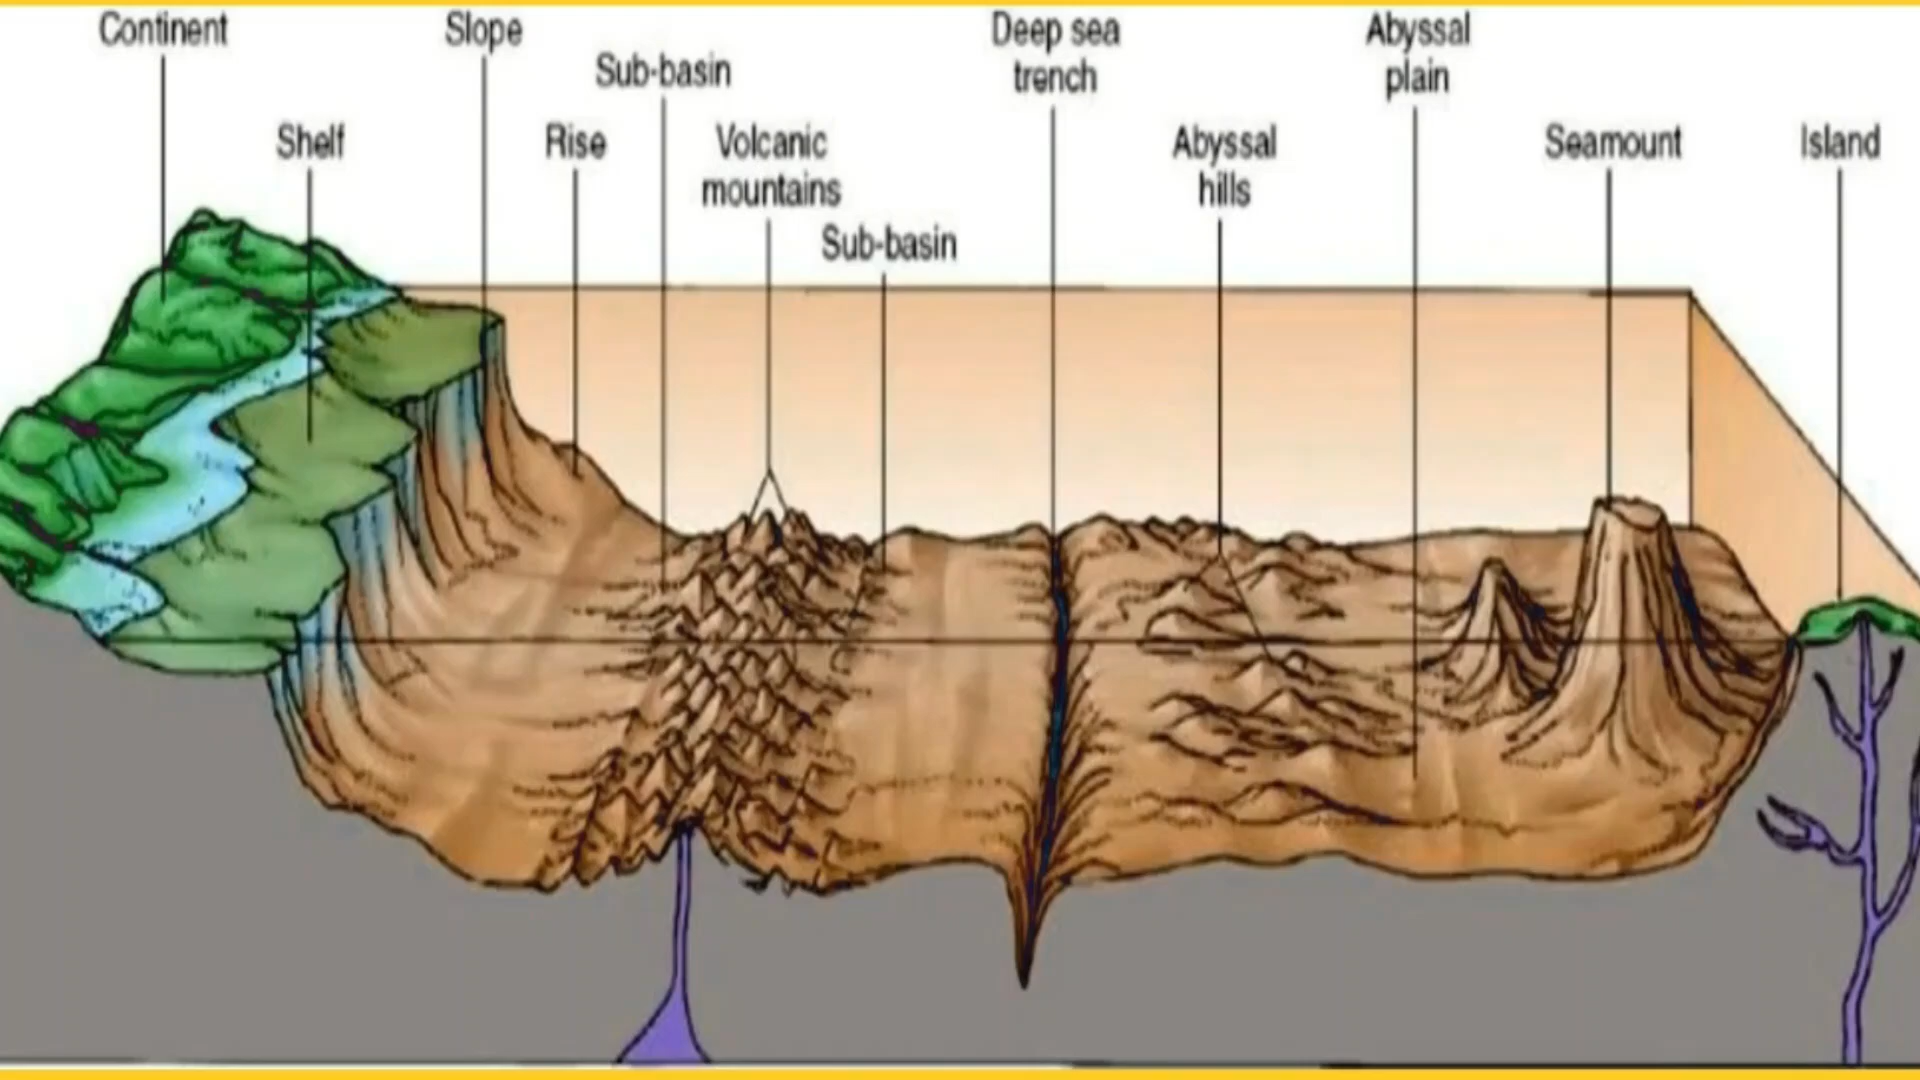 Continent
Shelf
Slope
Rise
Sub-basin
Volcanic
mountains
Sub-basin
Deep sea
trench
Abyssal
hills
Abyssal
plain
Seamount
Island